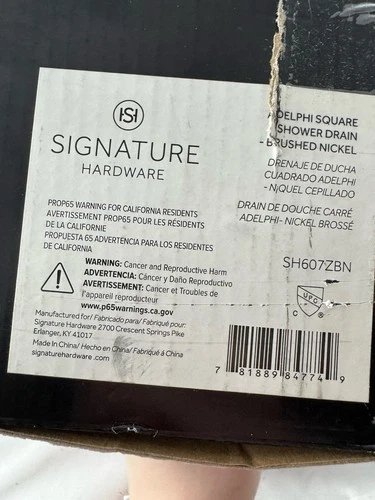 SH
SIGNATURE
HARDWARE
ADELPHI SQUARE
SHOWER DRAIN
- BRUSHED NICKEL
DRENAJE DE DUCHA
CUADRADO ADELPHI
- NIQUEL CEPILLADO
DRAIN DE DOUCHE CARRÉ
ADELPHI- NICKEL BROSSÉ
PROP65 WARNING FOR CALIFORNIA RESIDENTS
AVERTISSEMENT PROP65 POUR LES RÉSIDENTS
DE LA CALIFORNIE
PROPUESTA 65 ADVERTENCIA PARA LOS RESIDENTES
DE CALIFORNIA
WARNING: Cancer and Reproductive Harm
ADVERTENCIA: Cáncer y Daño Reproductivo
AVERTISSEMENT: Cancer et Troubles de
l'appareil réproducteur
www.p65warnings.ca.gov
SH607ZBN
UPC
C ®
Manufactured for/ Fabricado para/ Fabriqué pour:
Signature Hardware 2700 Crescent Springs Pike
Erlanger, KY 41017
Made In China/ Hecho en China/ Fabriqué à China
signaturehardware.com
7 81889 84774 9